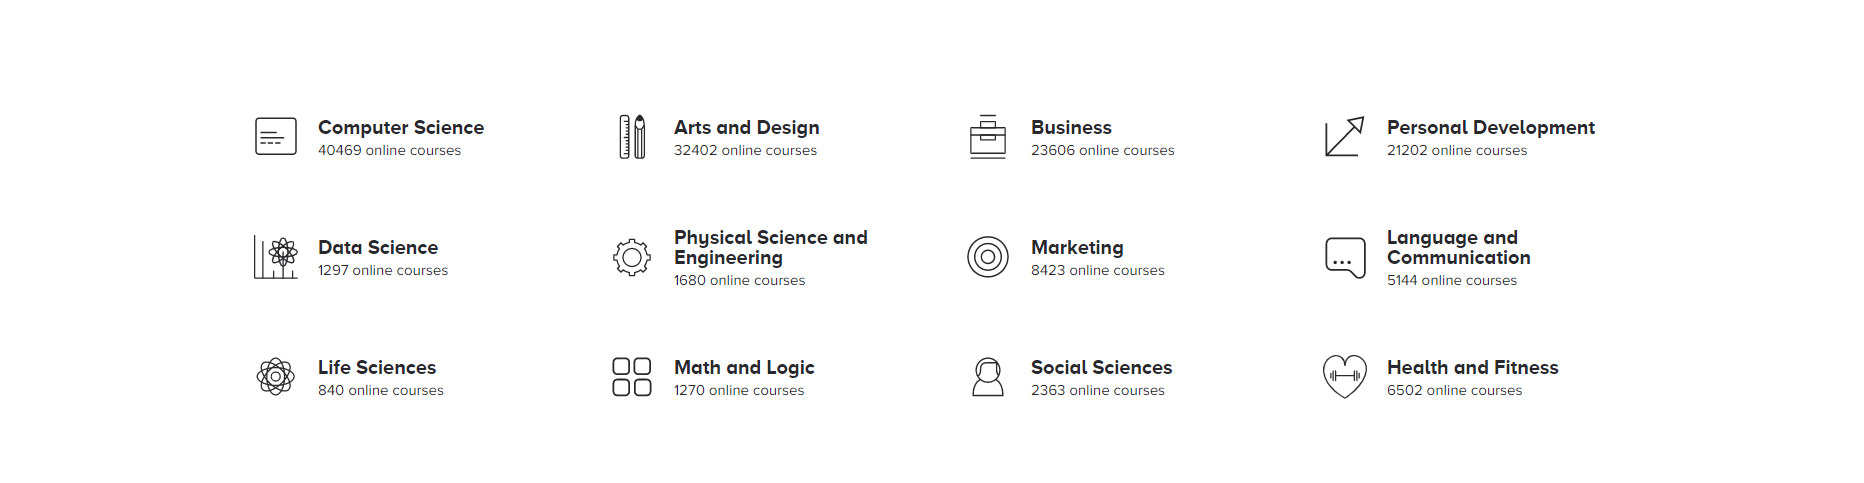 Computer Science
40469 online courses
Arts and Design
32402 online courses
Business
23606 online courses
Personal Development
21202 online courses
Data Science
1297 online courses
Physical Science and
Engineering
1680 online courses
Marketing
8423 online courses
Language and
Communication
5144 online courses
Life Sciences
840 online courses
Math and Logic
1270 online courses
Social Sciences
2363 online courses
Health and Fitness
6502 online courses